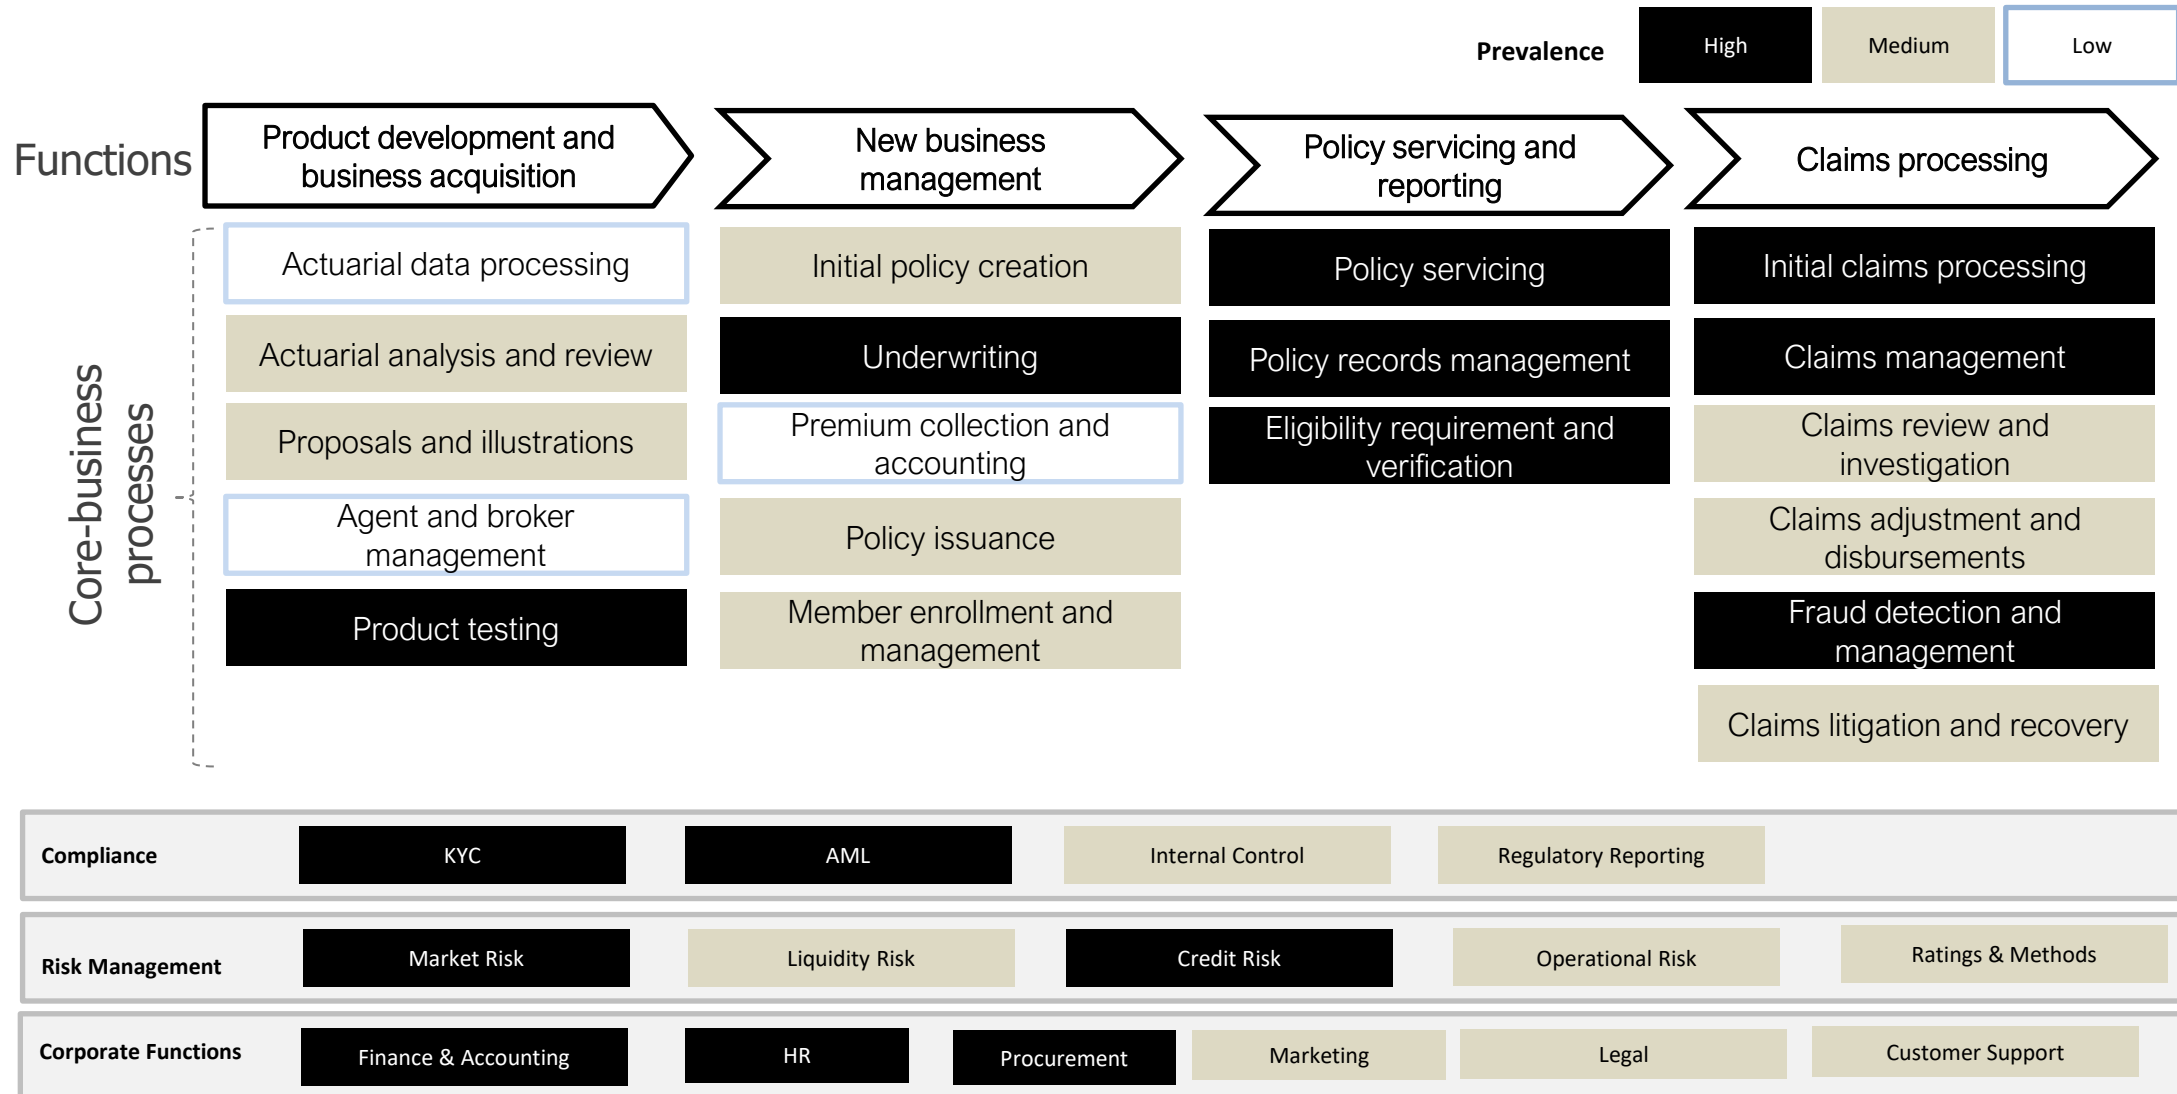 Prevalence
High
Medium
Low
Functions
Product development and
business acquisition
New business
management
Policy servicing and
reporting
Claims processing
Core-business
processes
Actuarial data processing
Actuarial analysis and review
Proposals and illustrations
Agent and broker
management
Product testing
Initial policy creation
Underwriting
Premium collection and
accounting
Policy issuance
Member enrollment and
management
Policy servicing
Policy records management
Eligibility requirement and
verification
Initial claims processing
Claims management
Claims review and
investigation
Claims adjustment and
disbursements
Fraud detection and
management
Claims litigation and recovery
Compliance
KYC
AML
Internal Control
Regulatory Reporting
Risk Management
Market Risk
Liquidity Risk
Credit Risk
Operational Risk
Ratings & Methods
Corporate Functions
Finance & Accounting
HR
Procurement
Marketing
Legal
Customer Support